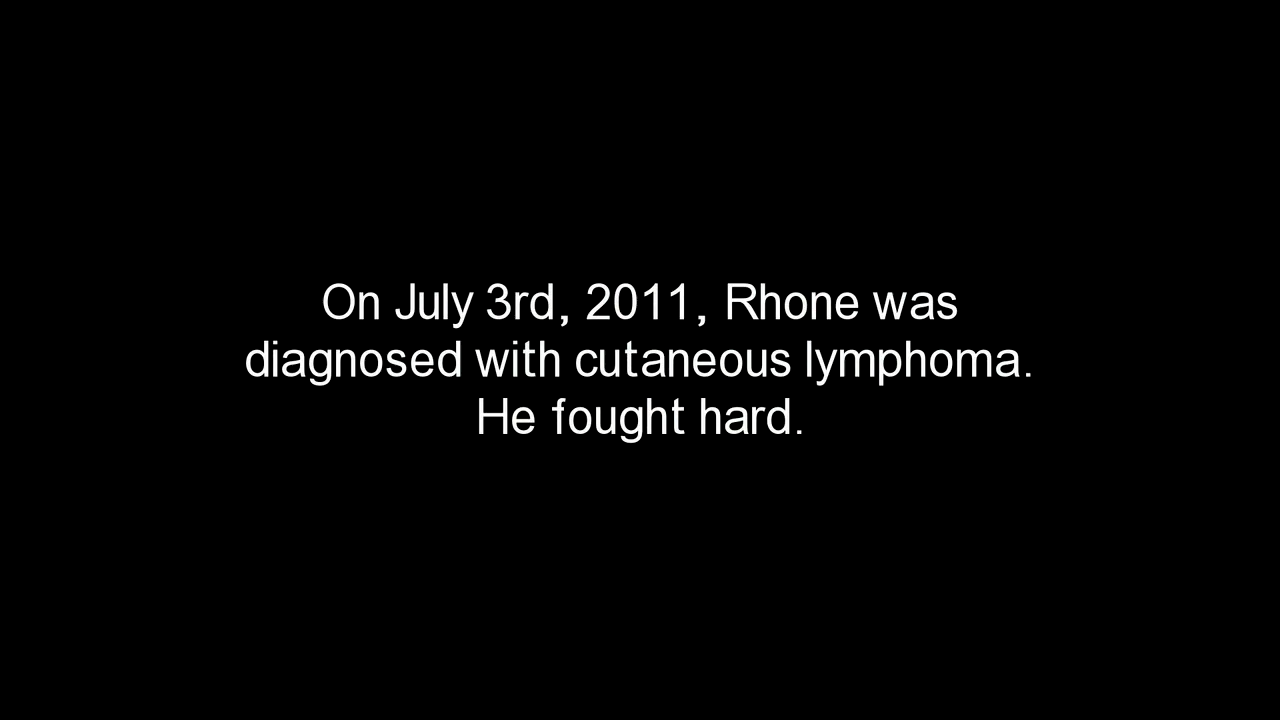 On July 3rd, 2011, Rhone was
diagnosed with cutaneous lymphoma.
He fought hard.